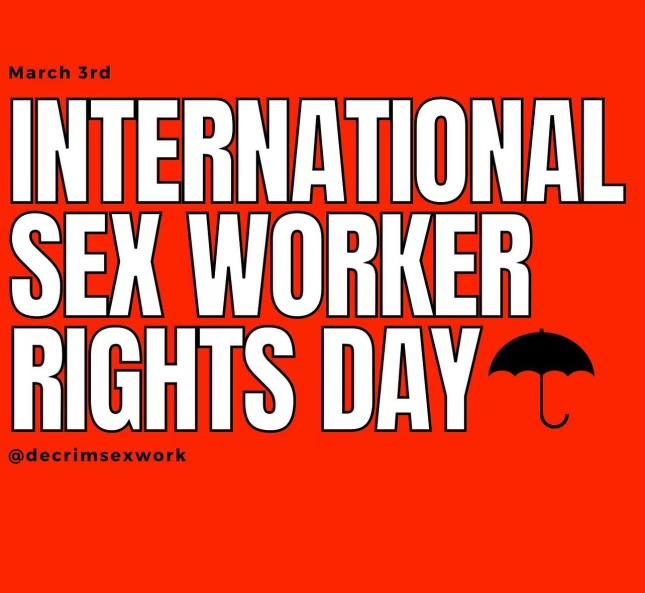 March 3rd
INTERNATIONAL
SEX WORKER
RIGHTS DAY
@decrimsexwork